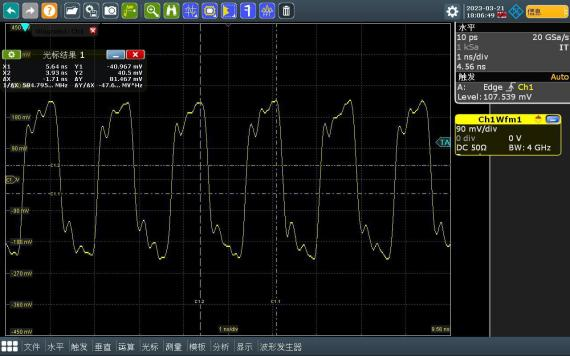 2023-03-21
18:06:49
信息
450
Ch1
光标结果 1
X1 5.64 ns Y1 -40.967 mV
X2 3.93 ns Y2 40.5 mV
ΔX -1.71 ns ΔY 81.467 mV
1/ΔX 584.795... MHz ΔY/ΔX -47.6... MV*Hz
180 mV
90 mV
C1
-90 mV
-180 mV
-270 mV
-360 mV
-450 mV
C1.2
C1.1
1 ns/div
9.56 ns
TA
水平
10 ps 20 GSa/s
1 kSa IT
1 ns/div
4.56 ns
触发 Auto
A: Edge Ch1
Level: 107.539 mV
Ch1Wfm1
90 mV/div
0 div 0 V
DC 50Ω BW: 4 GHz
文件 水平 触发 垂直 运算 光标 测量 模板 分析 显示 波形发生器